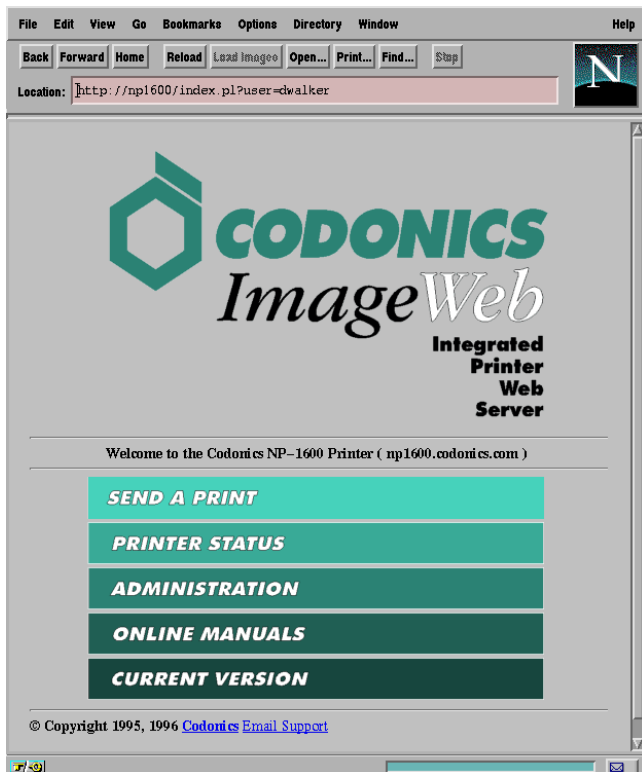 File Edit View Go Bookmarks Options Directory Window Help
Back Forward Home Reload Load Images Open... Print... Find... Stop
N
Location: http://np1600/index.pl?user=dwalker
CODONICS
ImageWeb
Integrated
Printer
Web
Server
Welcome to the Codonics NP-1600 Printer ( np1600.codonics.com )
SEND A PRINT
PRINTER STATUS
ADMINISTRATION
ONLINE MANUALS
CURRENT VERSION
© Copyright 1995, 1996 Codonics Email Support